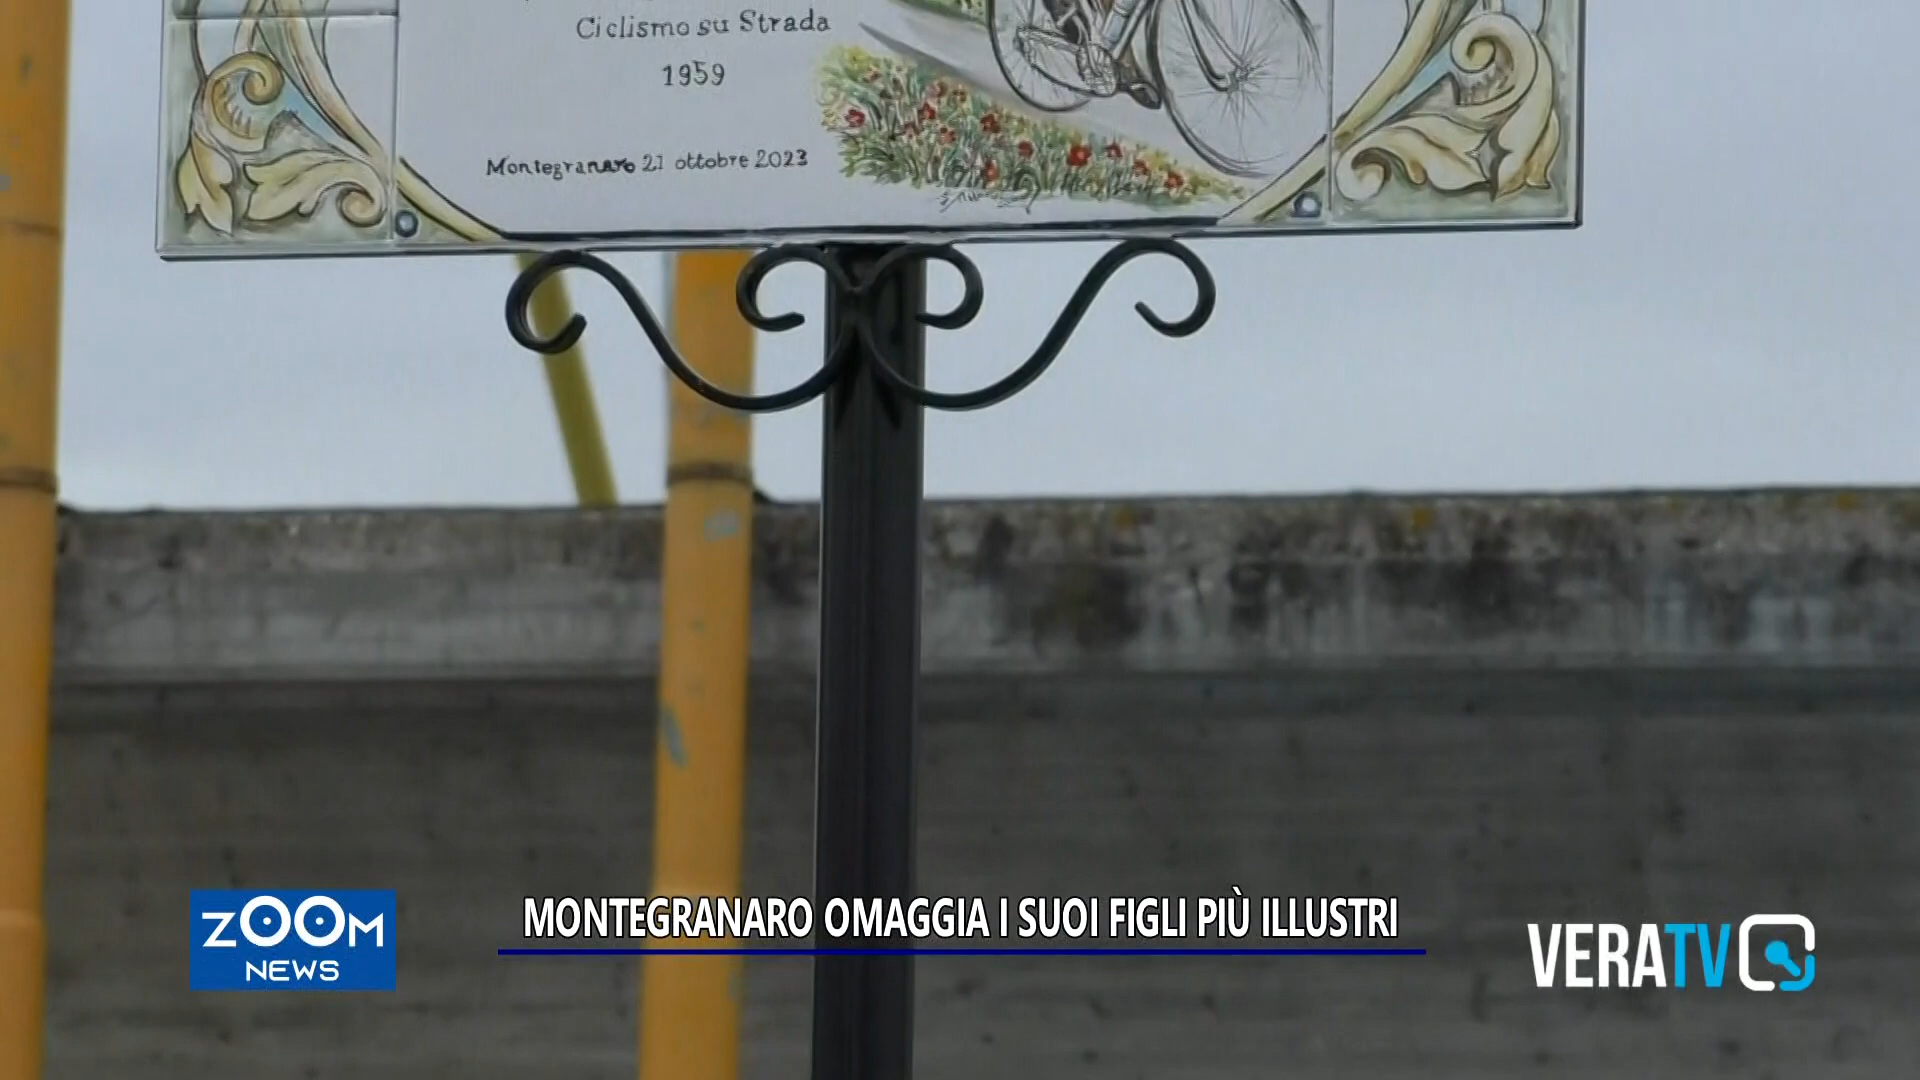 Ciclismo su Strada
1959
Montegranaro 21 ottobre 2023
MONTEGRANARO OMAGGIA I SUOI FIGLI PIÙ ILLUSTRI
ZOOM
NEWS
VERATV